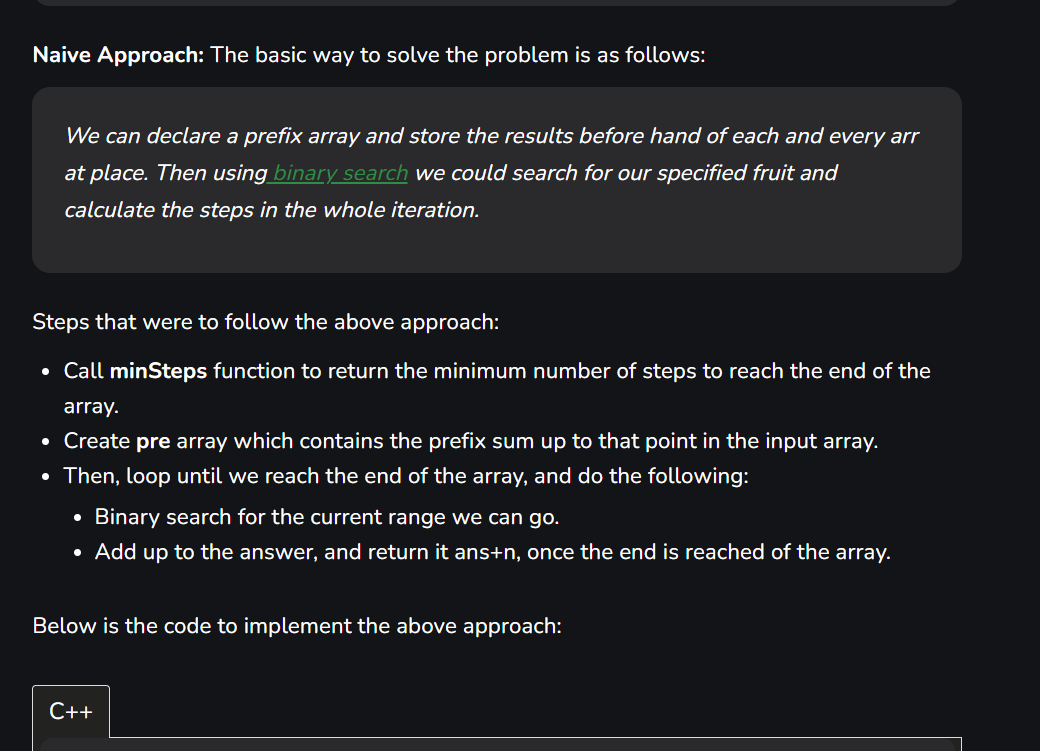 Naive Approach: The basic way to solve the problem is as follows:
We can declare a prefix array and store the results before hand of each and every arr
at place. Then using binary search we could search for our specified fruit and
calculate the steps in the whole iteration.
Steps that were to follow the above approach:
• Call minSteps function to return the minimum number of steps to reach the end of the
array.
• Create pre array which contains the prefix sum up to that point in the input array.
• Then, loop until we reach the end of the array, and do the following:
• Binary search for the current range we can go.
• Add up to the answer, and return it ans+n, once the end is reached of the array.
Below is the code to implement the above approach:
C++